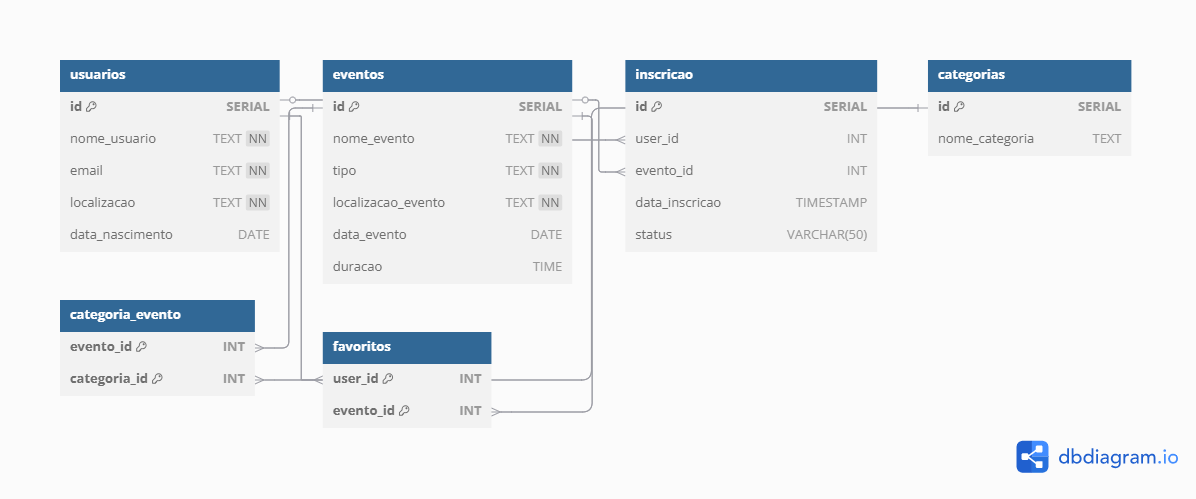 usuarios
id SERIAL
nome_usuario TEXT NN
email TEXT NN
localizacao TEXT NN
data_nascimento DATE
eventos
id SERIAL
nome_evento TEXT NN
tipo TEXT NN
localizacao_evento TEXT NN
data_evento DATE
duracao TIME
inscricao
id SERIAL
user_id INT
evento_id INT
data_inscricao TIMESTAMP
status VARCHAR(50)
categorias
id SERIAL
nome_categoria TEXT
categoria_evento
evento_id INT
categoria_id INT
favoritos
user_id INT
evento_id INT
dbdiagram.io